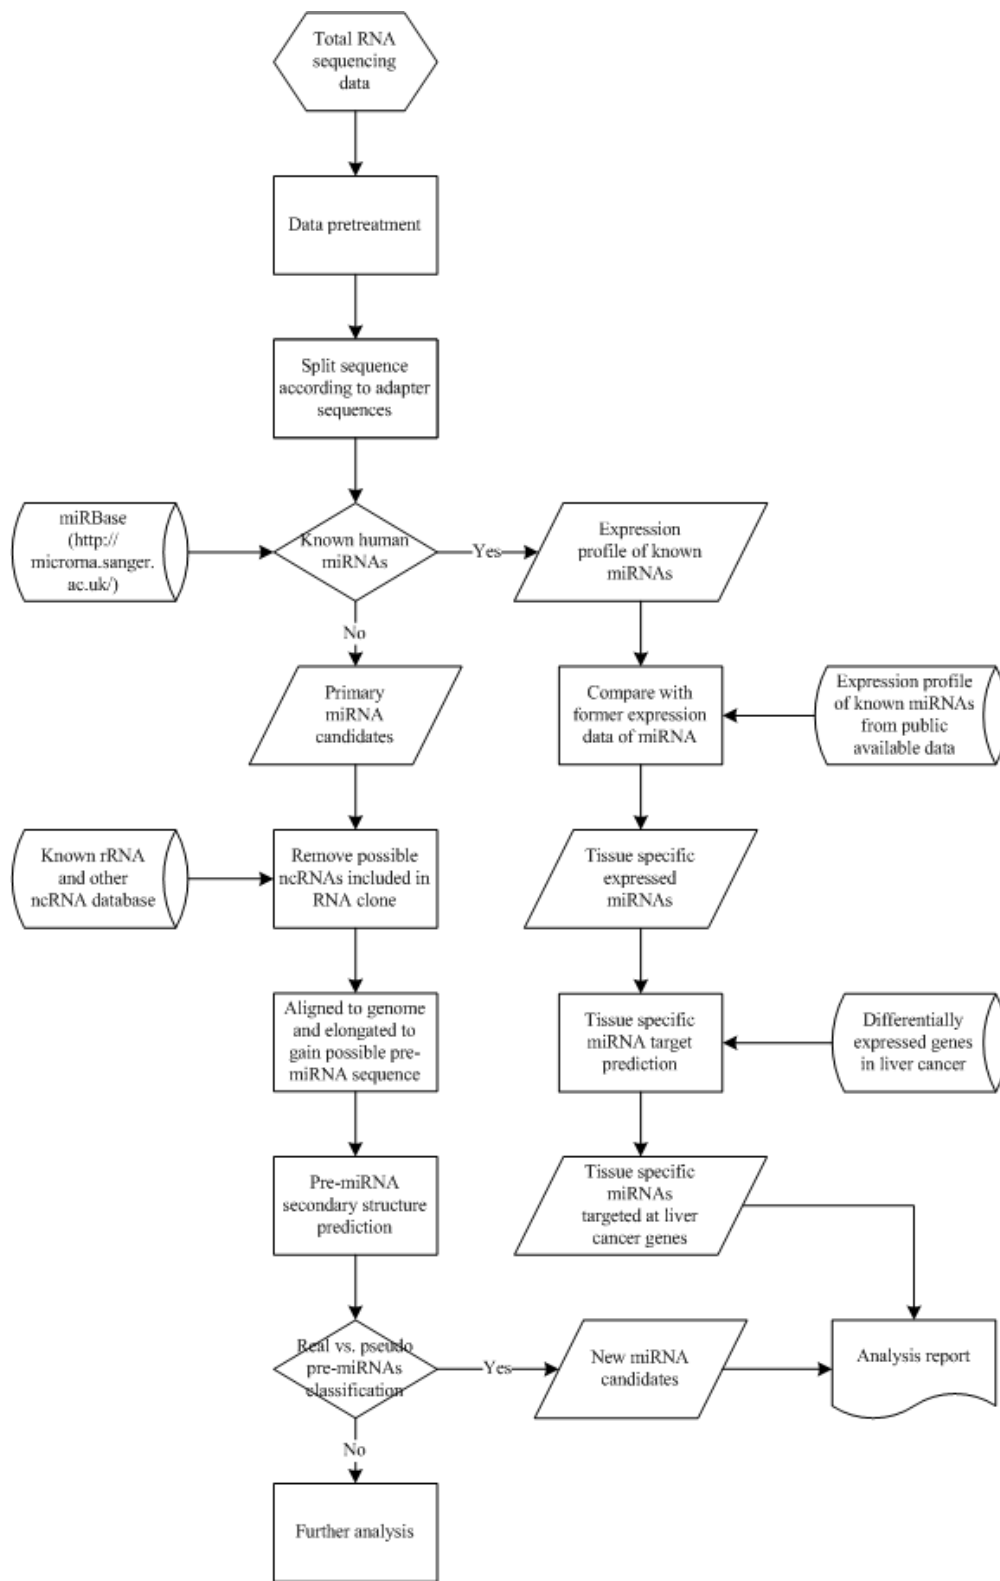 Total RNA
sequencing
data
Data pretreatment
Split sequence
according to adapter
sequences
miRBase
(http://
microrna.sanger.
ac.uk/)
Known human
miRNAs
Yes
Expression
profile of known
miRNAs
No
Primary
miRNA
candidates
Compare with
former expression
data of miRNA
Expression profile
of known miRNAs
from public
available data
Known rRNA
and other
ncRNA database
Remove possible
ncRNAs included in
RNA clone
Tissue specific
expressed
miRNAs
Aligned to genome
and elongated to
gain possible pre-
miRNA sequence
Tissue specific
miRNA target
prediction
Differentially
expressed genes
in liver cancer
Pre-miRNA
secondary structure
prediction
Tissue specific
miRNAs
targeted at liver
cancer genes
Real vs. pseudo
pre-miRNAs
classification
Yes
New miRNA
candidates
Analysis report
No
Further analysis